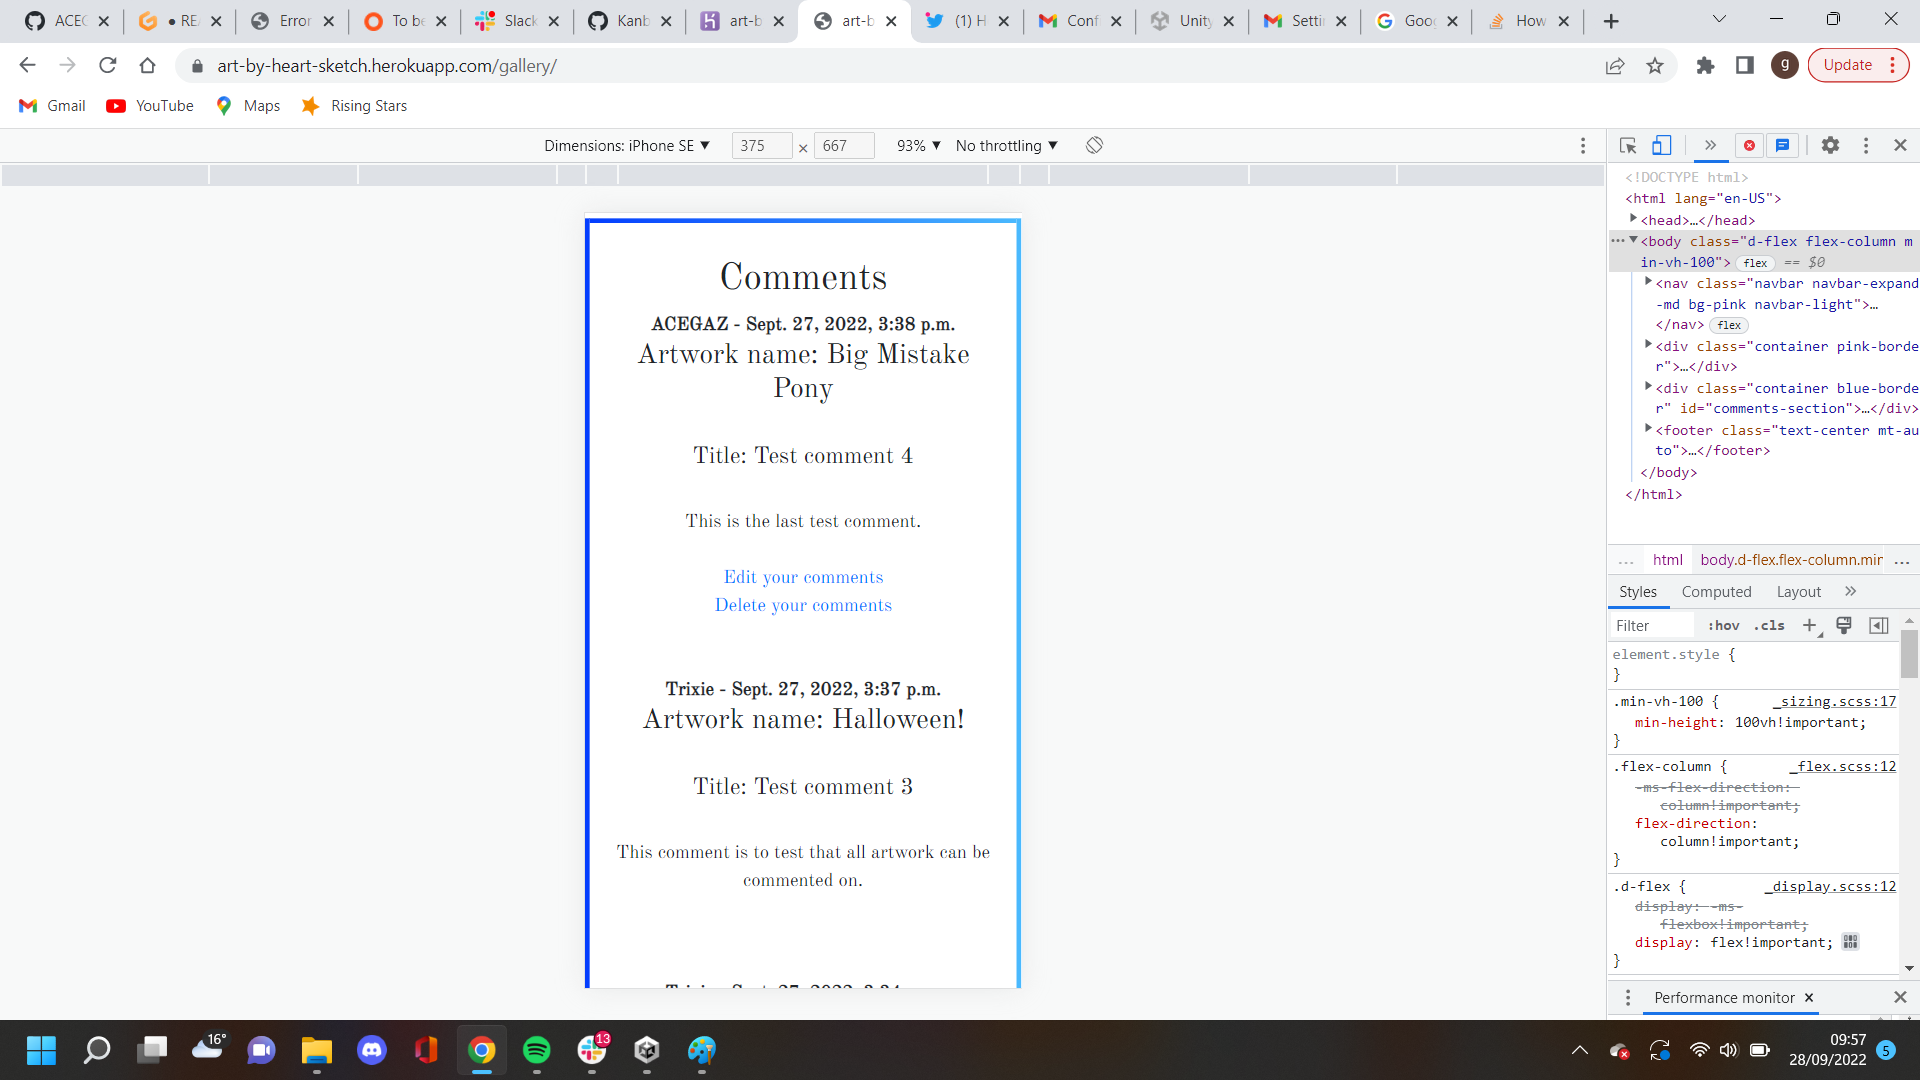 ACEG
RE
Error
To be
Slack
Kanb
art-b
art-b
(1) H
Conf
Unity
Setti
Goog
How
art-by-heart-sketch.herokuapp.com/gallery/
g
Update
Gmail
YouTube
Maps
Rising Stars
Dimensions: iPhone SE ▼ 375 × 667 93% ▼ No throttling ▼
Comments
ACEGAZ - Sept. 27, 2022, 3:38 p.m.
Artwork name: Big Mistake
Pony
Title: Test comment 4
This is the last test comment.
Edit your comments
Delete your comments
Trixie - Sept. 27, 2022, 3:37 p.m.
Artwork name: Halloween!
Title: Test comment 3
This comment is to test that all artwork can be
commented on.
<!DOCTYPE html>
<html lang="en-US">
<head>…</head>
<body class="d-flex flex-column m
in-vh-100"> flex == $0
<nav class="navbar navbar-expand
-md bg-pink navbar-light">…
</nav> flex
<div class="container pink-borde
r">…</div>
<div class="container blue-borde
r" id="comments-section">…</div>
<footer class="text-center mt-au
to">…</footer>
</body>
</html>
... html body.d-flex.flex-column.mir ...
Styles Computed Layout
Filter :hov .cls
element.style {
}
.min-vh-100 { _sizing.scss:17
min-height: 100vh!important;
}
.flex-column { _flex.scss:12
-ms-flex-direction:
column!important;
flex-direction:
column!important;
}
.d-flex { _display.scss:12
display: -ms-
flexbox!important;
display: flex!important;
}
Performance monitor
16°
13
09:57
28/09/2022
5